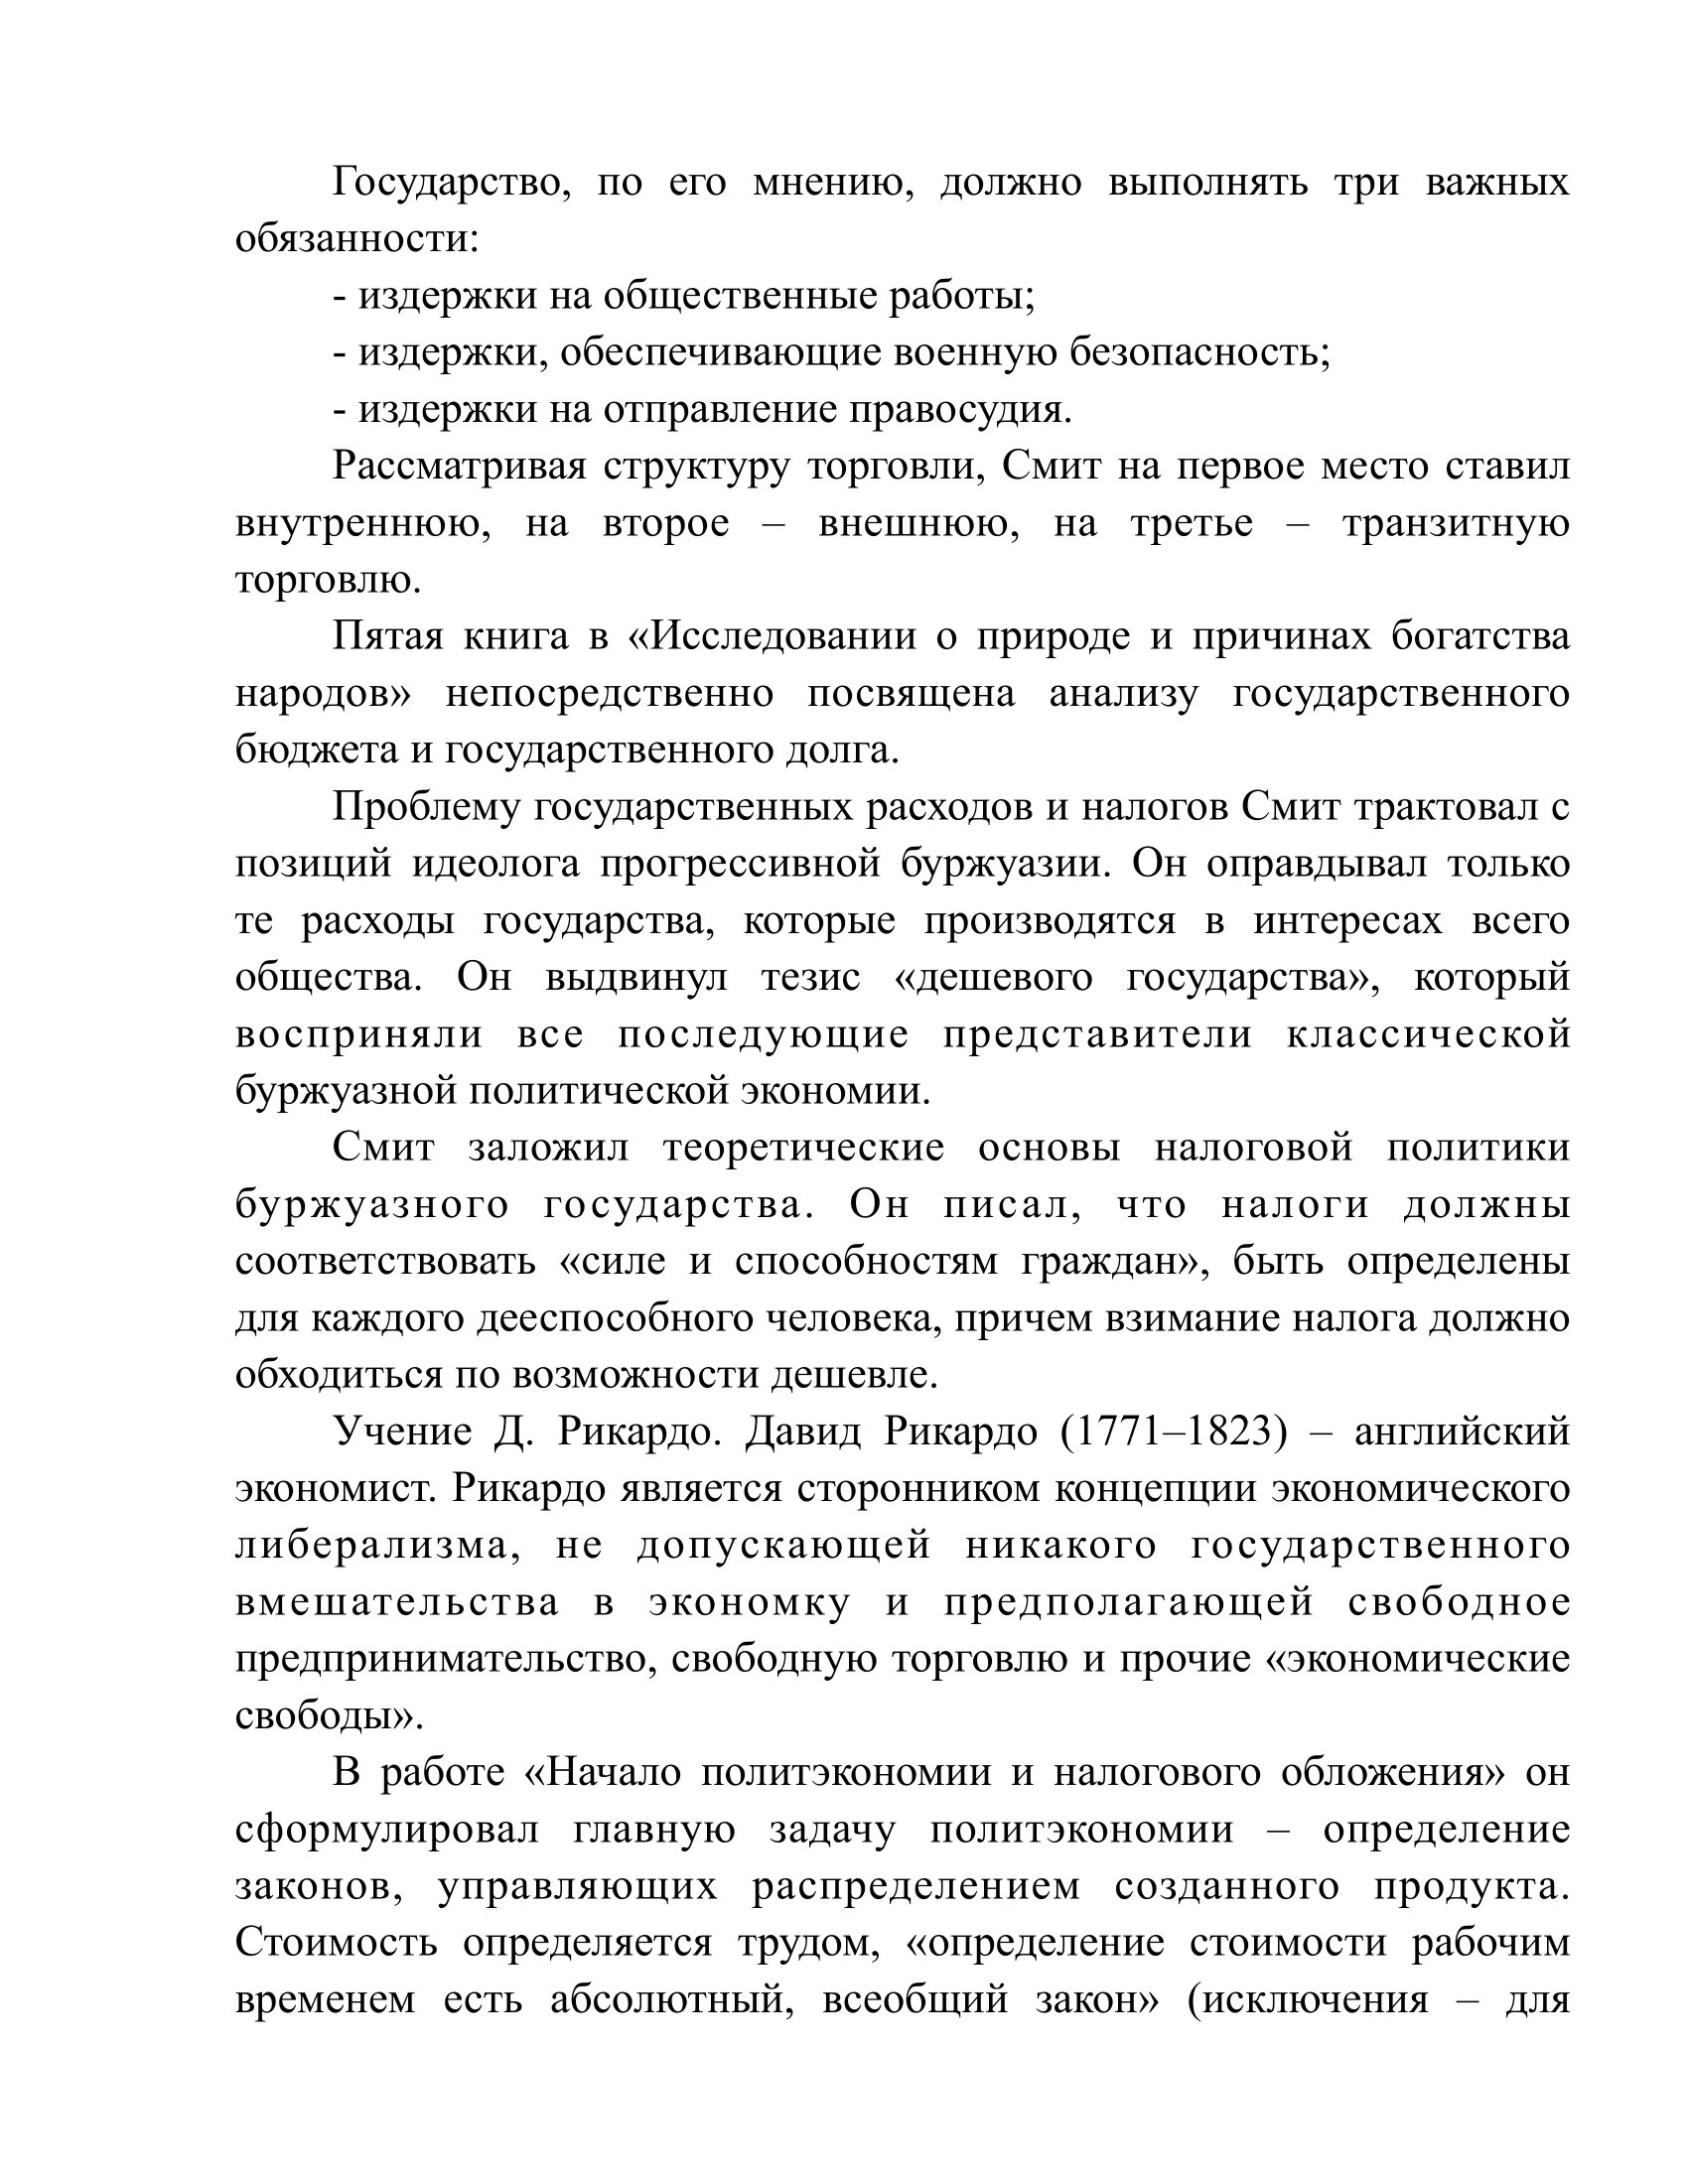 Государство, по его мнению, должно выполнять три важных
обязанности:
- издержки на общественные работы;
- издержки, обеспечивающие военную безопасность;
- издержки на отправление правосудия.
Рассматривая структуру торговли, Смит на первое место ставил
внутреннюю, на второе – внешнюю, на третье – транзитную
торговлю.
Пятая книга в «Исследовании о природе и причинах богатства
народов» непосредственно посвящена анализу государственного
бюджета и государственного долга.
Проблему государственных расходов и налогов Смит трактовал с
позиций идеолога прогрессивной буржуазии. Он оправдывал только
те расходы государства, которые производятся в интересах всего
общества. Он выдвинул тезис «дешевого государства», который
восприняли все последующие представители классической
буржуазной политической экономии.
Смит заложил теоретические основы налоговой политики
буржуазного государства. Он писал, что налоги должны
соответствовать «силе и способностям граждан», быть определены
для каждого дееспособного человека, причем взимание налога должно
обходиться по возможности дешевле.
Учение Д. Рикардо. Давид Рикардо (1771–1823) – английский
экономист. Рикардо является сторонником концепции экономического
либерализма, не допускающей никакого государственного
вмешательства в экономку и предполагающей свободное
предпринимательство, свободную торговлю и прочие «экономические
свободы».
В работе «Начало политэкономии и налогового обложения» он
сформулировал главную задачу политэкономии – определение
законов, управляющих распределением созданного продукта.
Стоимость определяется трудом, «определение стоимости рабочим
временем есть абсолютный, всеобщий закон» (исключения – для